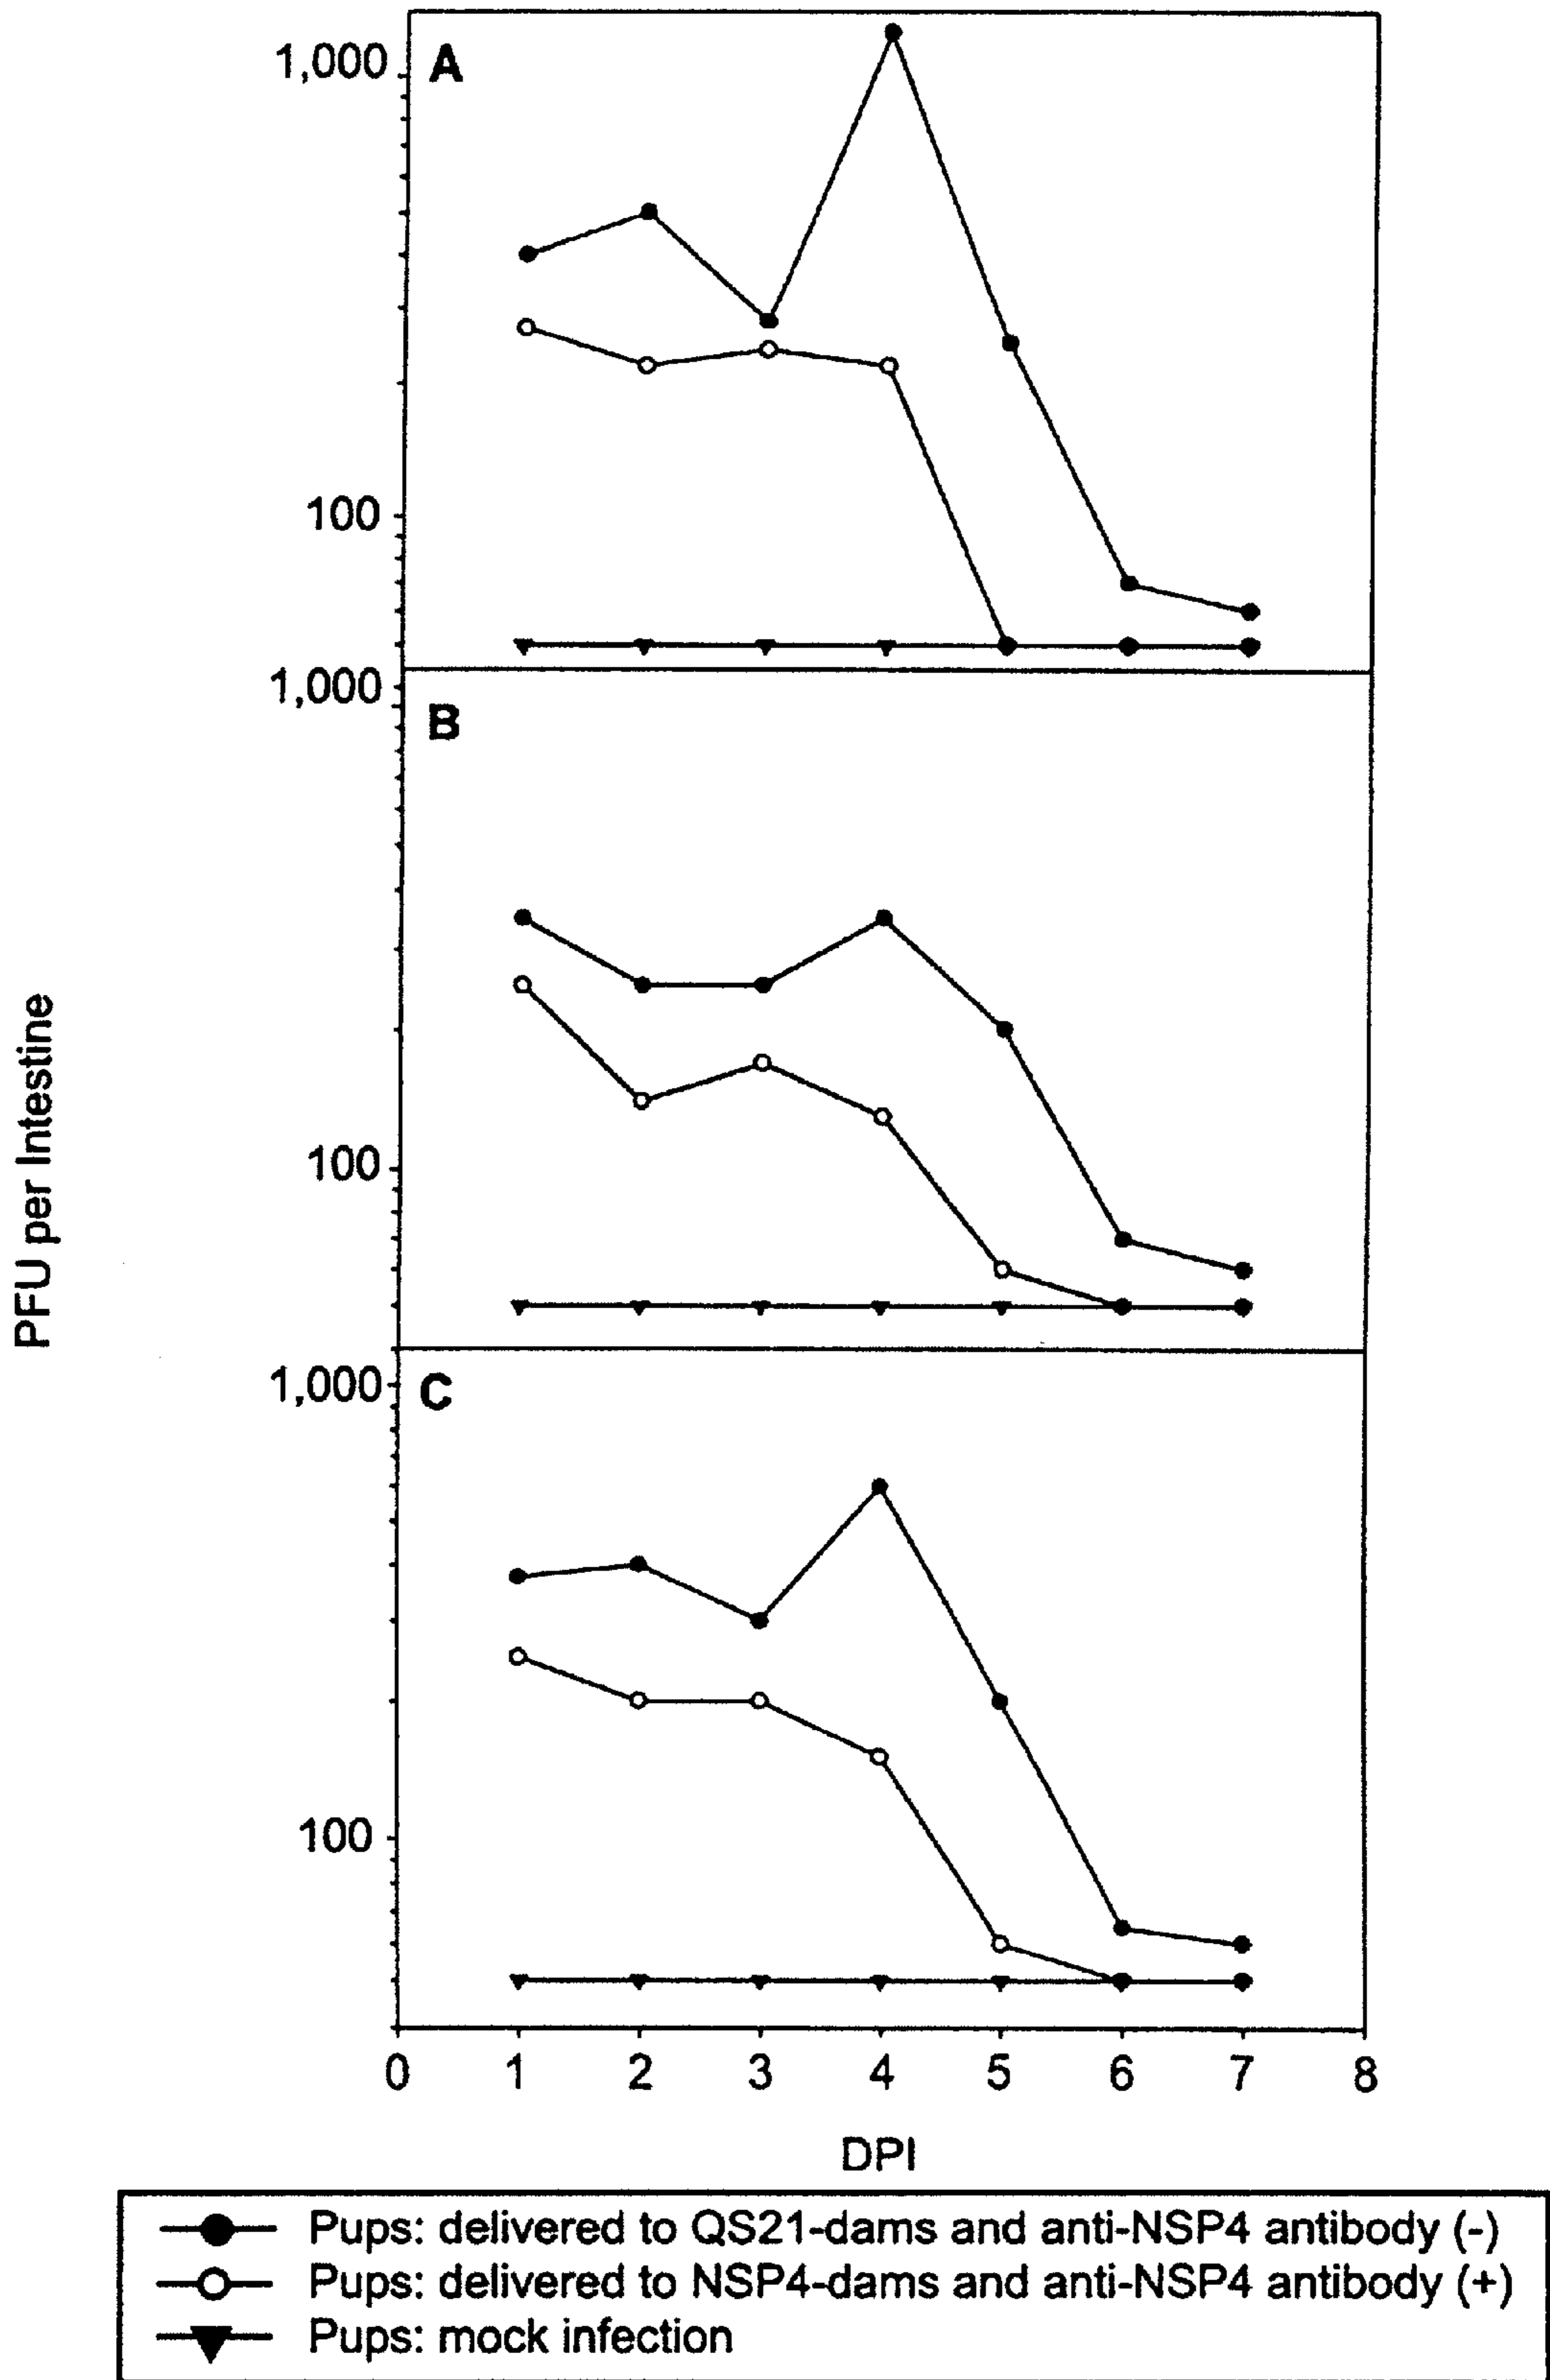 1,000
A
100
1,000
B
100
PFU per Intestine
1,000
C
100
0 1 2 3 4 5 6 7 8
DPI
Pups: delivered to QS21-dams and anti-NSP4 antibody (-)
Pups: delivered to NSP4-dams and anti-NSP4 antibody (+)
Pups: mock infection